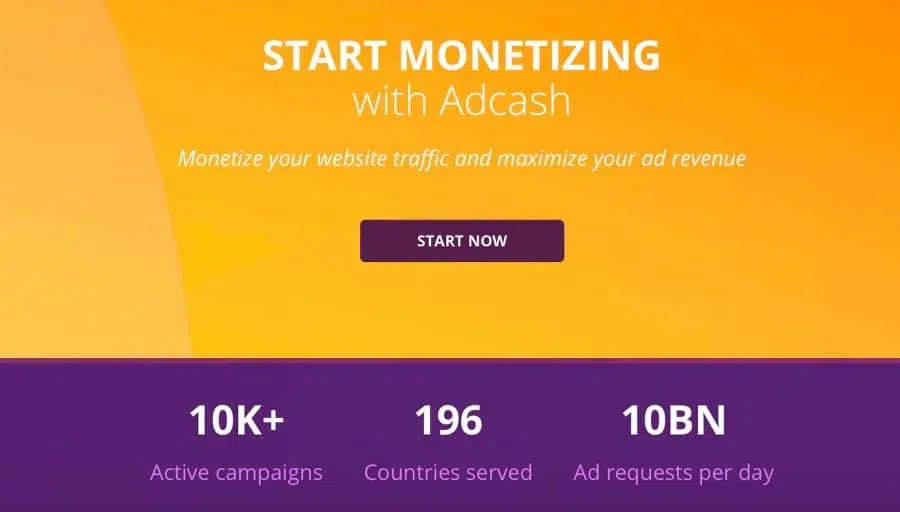 START MONETIZING
with Adcash
Monetize your website traffic and maximize your ad revenue
START NOW
10K+
196
10BN
Active campaigns
Countries served
Ad requests per day